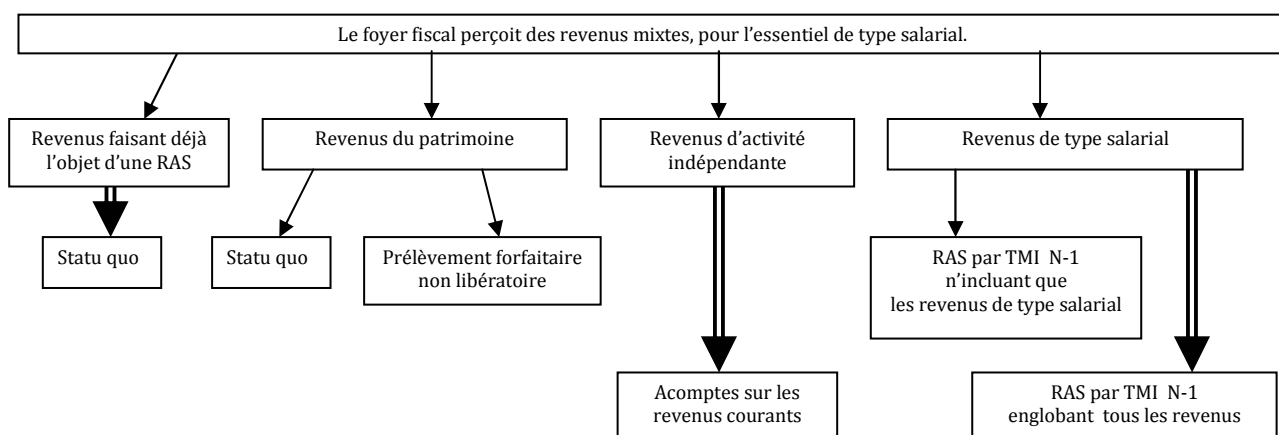 Le foyer fiscal perçoit des revenus mixtes, pour l'essentiel de type salarial.
Revenus faisant déjà
l'objet d'une RAS
Revenus du patrimoine
Revenus d'activité
indépendante
Revenus de type salarial
Statu quo
Statu quo
Prélèvement forfaitaire
non libératoire
RAS par TMI N-1
n'incluant que
les revenus de type salarial
Acomptes sur les
revenus courants
RAS par TMI N-1
englobant tous les revenus